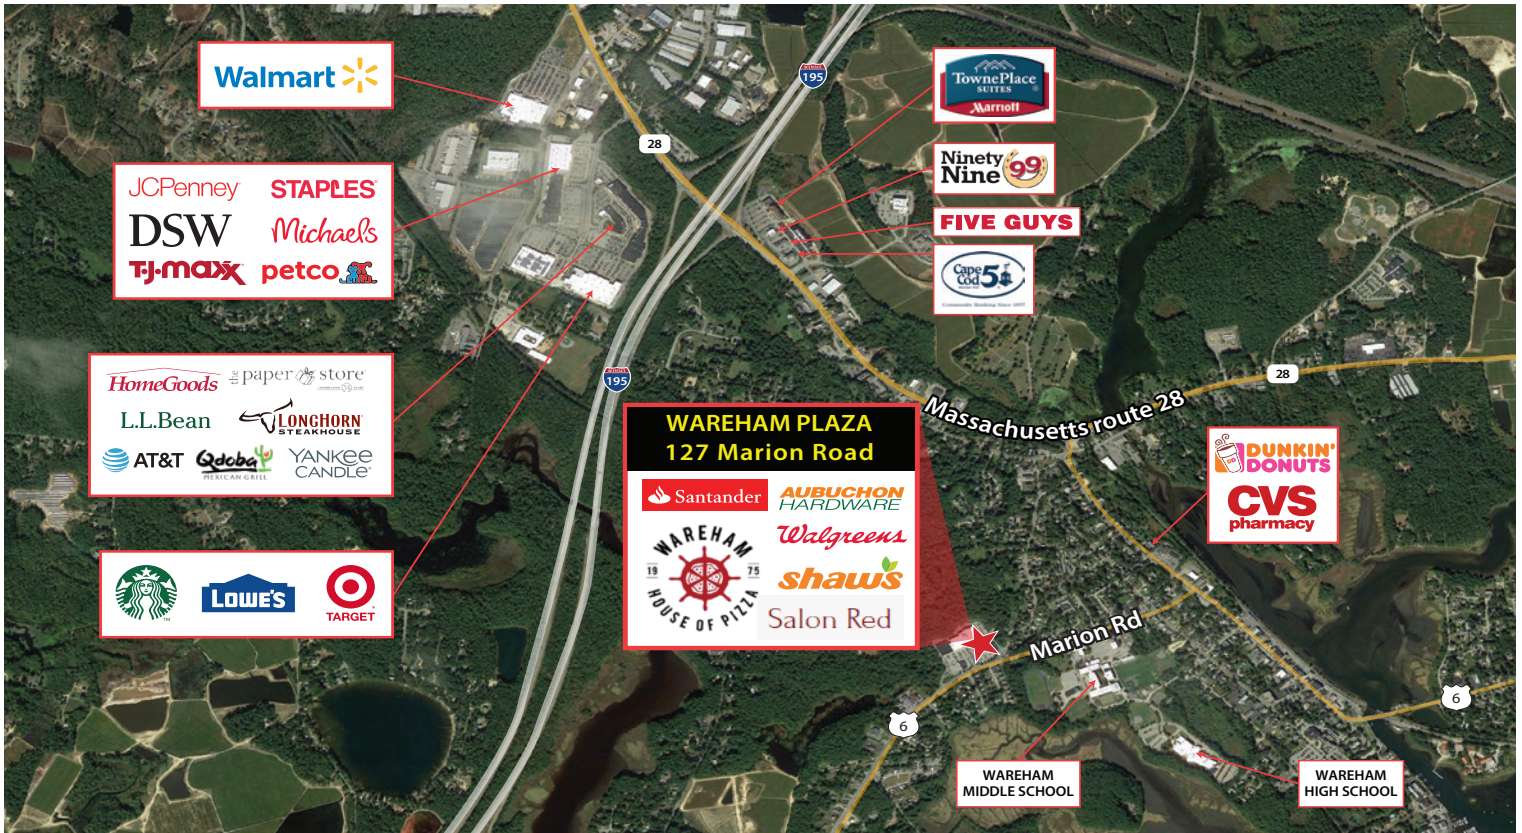 Walmart
195
28
JCPenney
STAPLES
DSW
Michaels
T·J·maxx
petco
HomeGoods
the paper store
L.L.Bean
LONGHORN
STEAKHOUSE
AT&T
Qdoba
MEXICAN GRILL
YANKEE
CANDLE
LOWE'S
TARGET
TownePlace
SUITES
Marriott
Ninety
Nine
99
FIVE GUYS
Cape
Cod
5
195
28
Massachusetts route 28
WAREHAM PLAZA
127 Marion Road
Santander
AUBUCHON
HARDWARE
Walgreens
WAREHAM
19 75
HOUSE OF PIZZA
shaw's
Salon Red
DUNKIN'
DONUTS
DD
CVS
pharmacy
Marion Rd
6
6
WAREHAM
MIDDLE SCHOOL
WAREHAM
HIGH SCHOOL